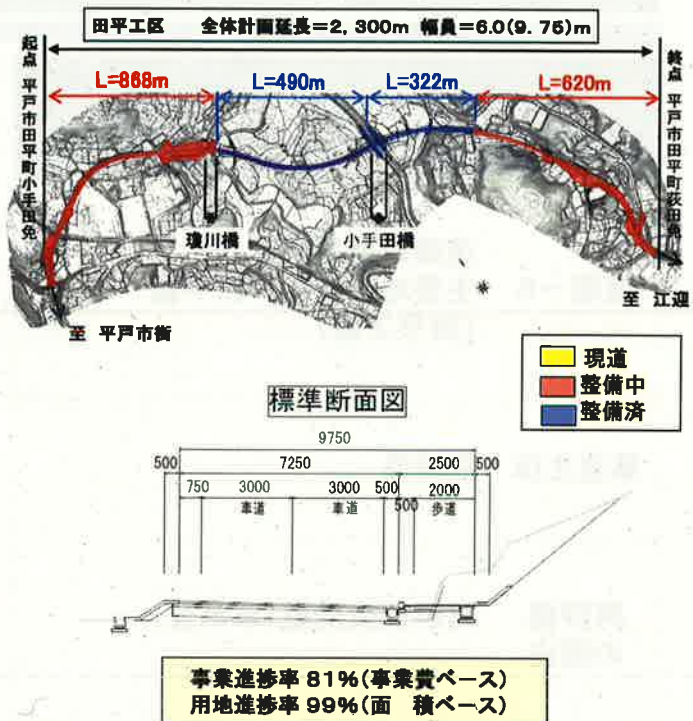 田平工区 全体計画延長=2,300m 幅員=6.0(9.75)m
起点 平戸市田平町小手田免
終点 平戸市田平町荻田免
L=868m
L=490m
L=322m
L=620m
瓊川橋
小手田橋
至 平戸市街
至 江迎
現道
整備中
整備済
標準断面図
9750
500 7250 2500 500
750 3000 3000 500 2000
車道 車道 500 歩道
事業進捗率 81%(事業費ベース)
用地進捗率 99%(面 積ベース)